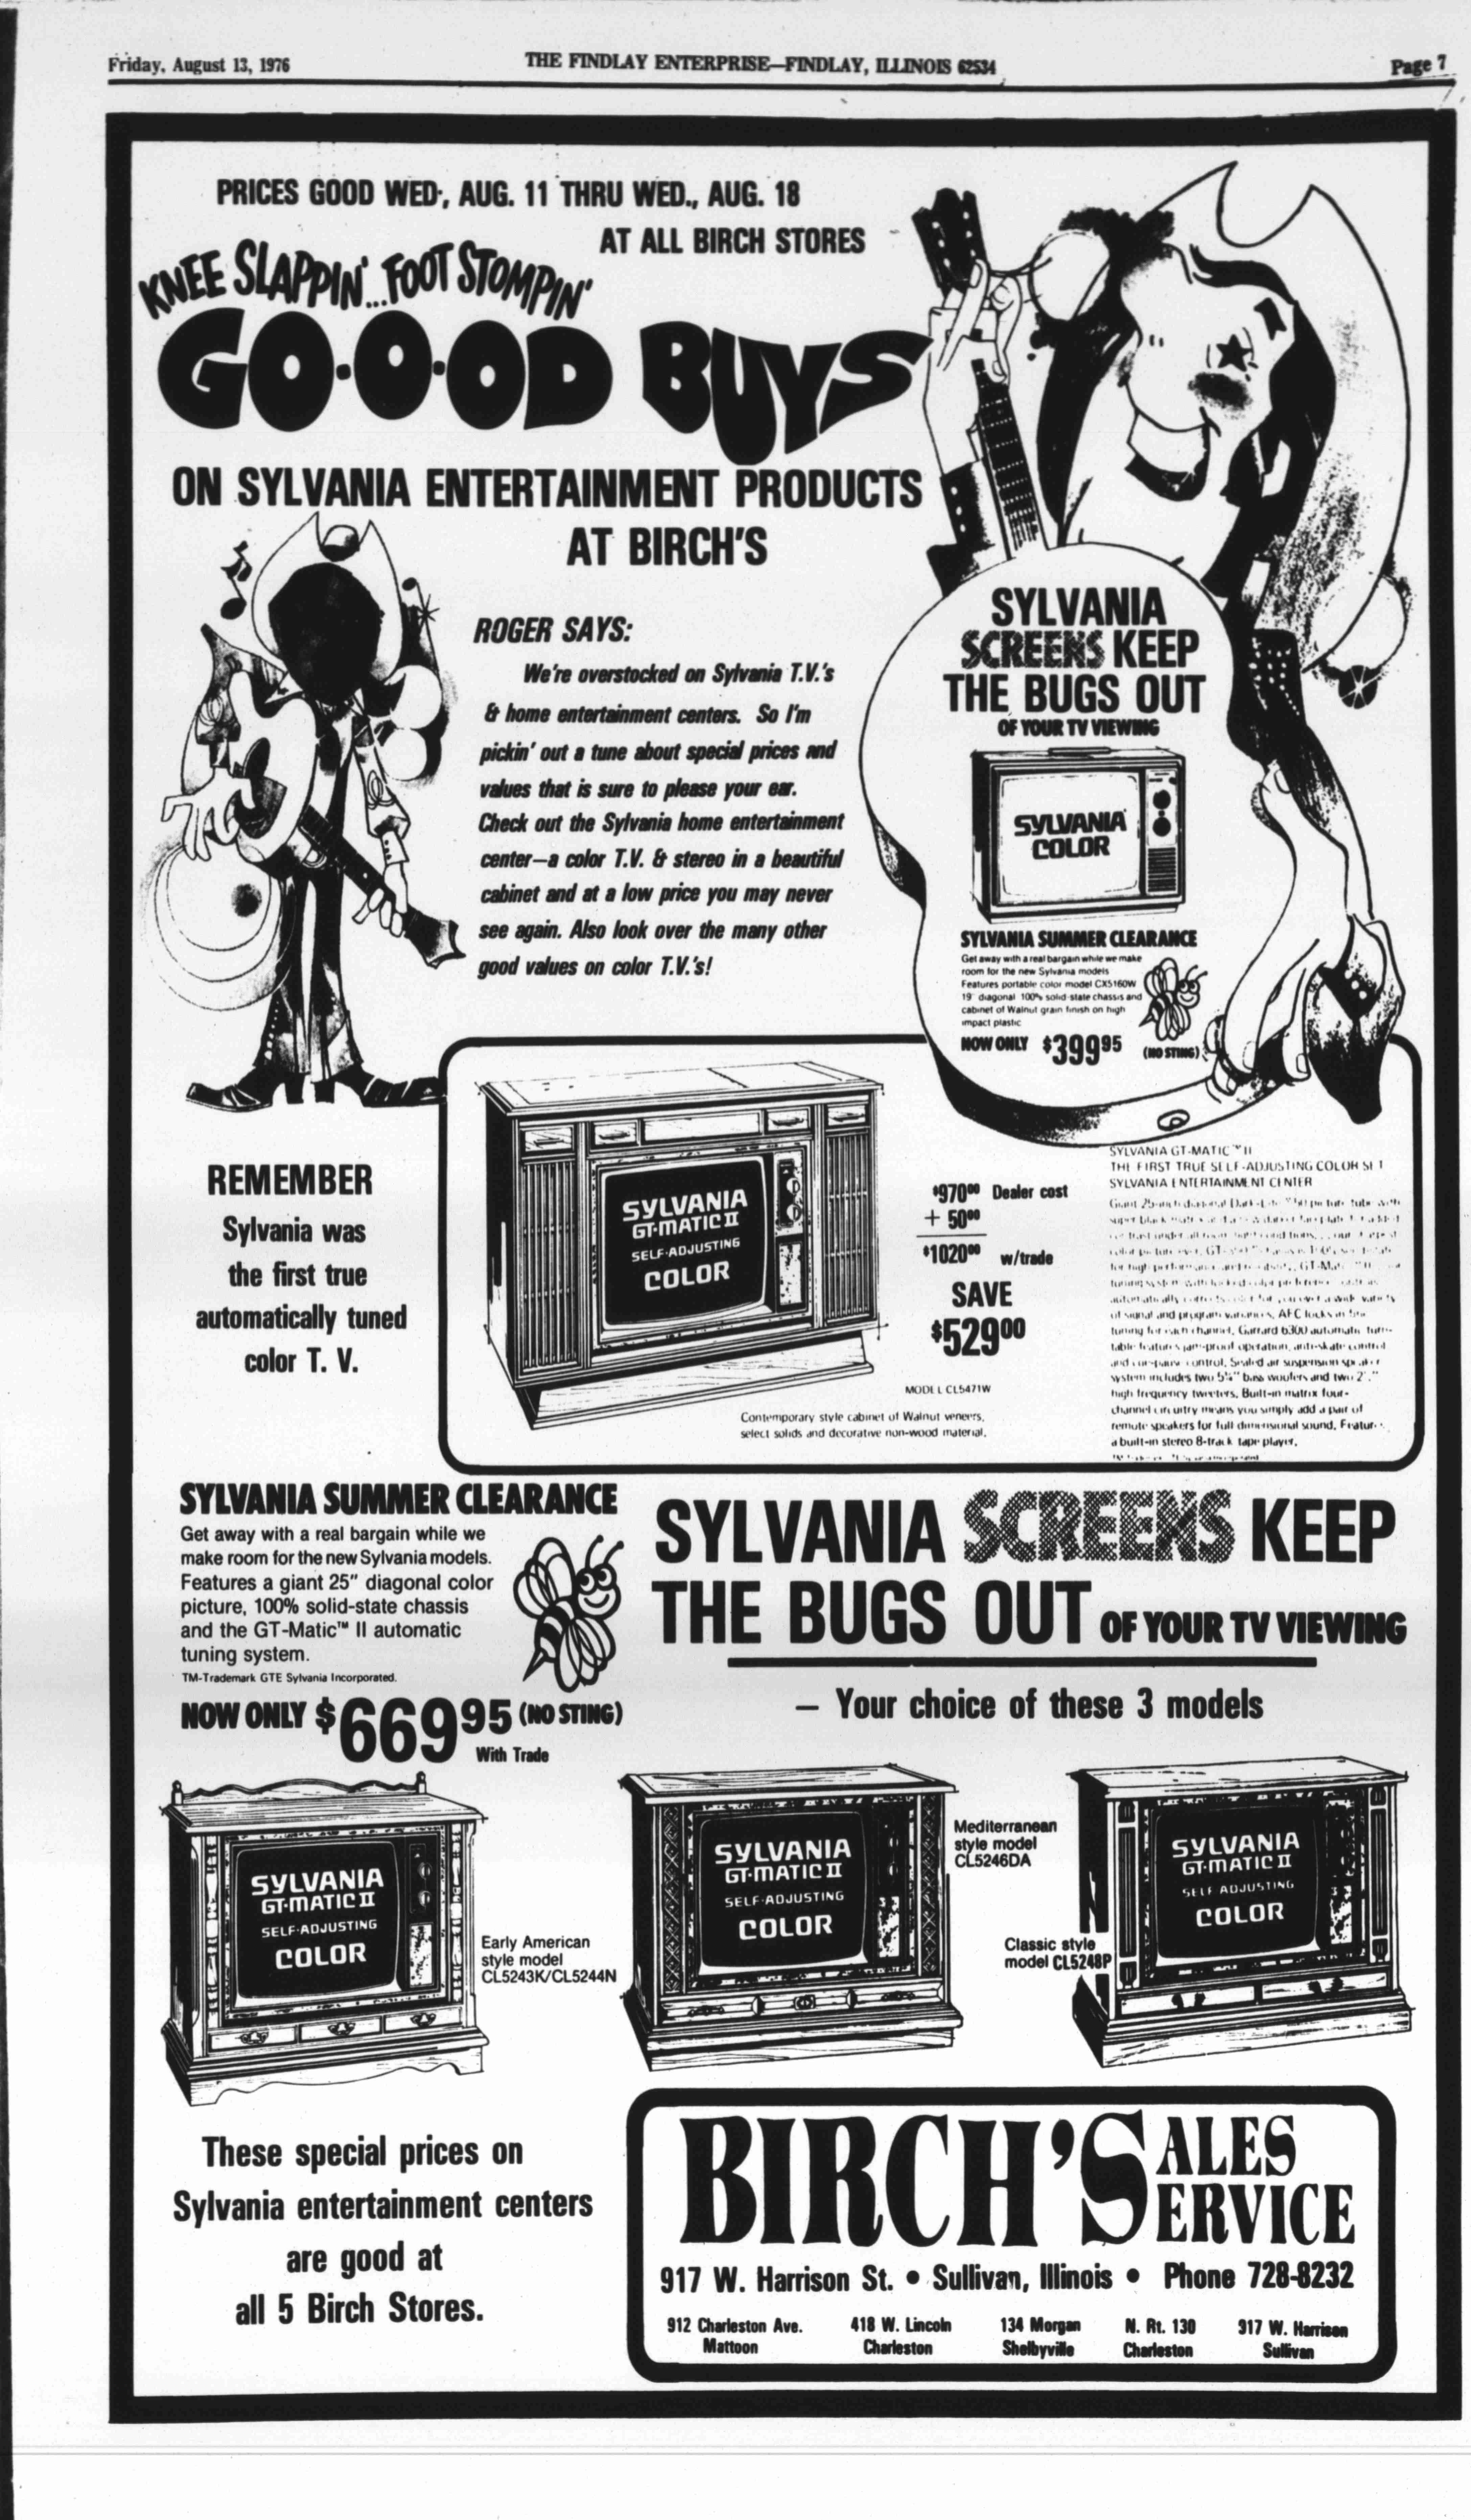 Friday, August 13, 1976
THE FINDLAY ENTERPRISE—FINDLAY, ILLINOIS 62534
Page 7
PRICES GOOD WED., AUG. 11 THRU WED., AUG. 18
AT ALL BIRCH STORES
KNEE SLAPPIN'...FOOT STOMPIN'
GO·O·OD BUYS
ON SYLVANIA ENTERTAINMENT PRODUCTS
AT BIRCH'S
ROGER SAYS:
We're overstocked on Sylvania T.V.'s
& home entertainment centers. So I'm
pickin' out a tune about special prices and
values that is sure to please your ear.
Check out the Sylvania home entertainment
center—a color T.V. & stereo in a beautiful
cabinet and at a low price you may never
see again. Also look over the many other
good values on color T.V.'s!
SYLVANIA
SCREENS KEEP
THE BUGS OUT
OF YOUR TV VIEWING
SYLVANIA
COLOR
SYLVANIA SUMMER CLEARANCE
Get away with a real bargain while we make
room for the new Sylvania models
Features portable color model CX5160W
19" diagonal 100% solid-state chassis and
cabinet of Walnut grain finish on high
impact plastic
NOW ONLY $399 95 (NO STING)
REMEMBER
Sylvania was
the first true
automatically tuned
color T. V.
SYLVANIA
GT-MATIC II
SELF-ADJUSTING
COLOR
$970 00 Dealer cost
+ 50 00
$1020 00 w/trade
SAVE
$529 00
MODEL CL5471W
Contemporary style cabinet of Walnut veneers,
select solids and decorative non-wood material.
SYLVANIA GT-MATIC™ II
THE FIRST TRUE SELF-ADJUSTING COLOR SET
SYLVANIA ENTERTAINMENT CENTER
Giant 25-inch diagonal picture tube with
super black
GT-Matic
tuning system with locked color preference
automatically for you over a wide variety
of signal and program variances, AFC locks in
tuning for each channel, Garrard 6300 automatic turn-
table features jam-proof operation, anti-skate control
and cue-pause control, Sealed air suspension speaker
system includes two 5¼" bass woofers and two 2"
high frequency tweeters, Built-in matrix four-
channel circuitry means you simply add a pair of
remote speakers for full dimensional sound, Features
a built-in stereo 8-track tape player,
SYLVANIA SUMMER CLEARANCE
Get away with a real bargain while we
make room for the new Sylvania models.
Features a giant 25" diagonal color
picture, 100% solid-state chassis
and the GT-Matic™ II automatic
tuning system.
TM-Trademark GTE Sylvania Incorporated.
NOW ONLY $669 95 (NO STING)
With Trade
SYLVANIA SCREENS KEEP
THE BUGS OUT OF YOUR TV VIEWING
– Your choice of these 3 models
SYLVANIA
GT-MATIC II
SELF-ADJUSTING
COLOR
Early American
style model
CL5243K/CL5244N
SYLVANIA
GT-MATIC II
SELF-ADJUSTING
COLOR
Mediterranean
style model
CL5246DA
Classic style
model CL5248P
SYLVANIA
GT-MATIC II
SELF ADJUSTING
COLOR
These special prices on
Sylvania entertainment centers
are good at
all 5 Birch Stores.
BIRCH'S SALES
SERVICE
917 W. Harrison St. • Sullivan, Illinois • Phone 728-8232
912 Charleston Ave. 418 W. Lincoln 134 Morgan N. Rt. 130 917 W. Harrison
Mattoon Charleston Shelbyville Charleston Sullivan